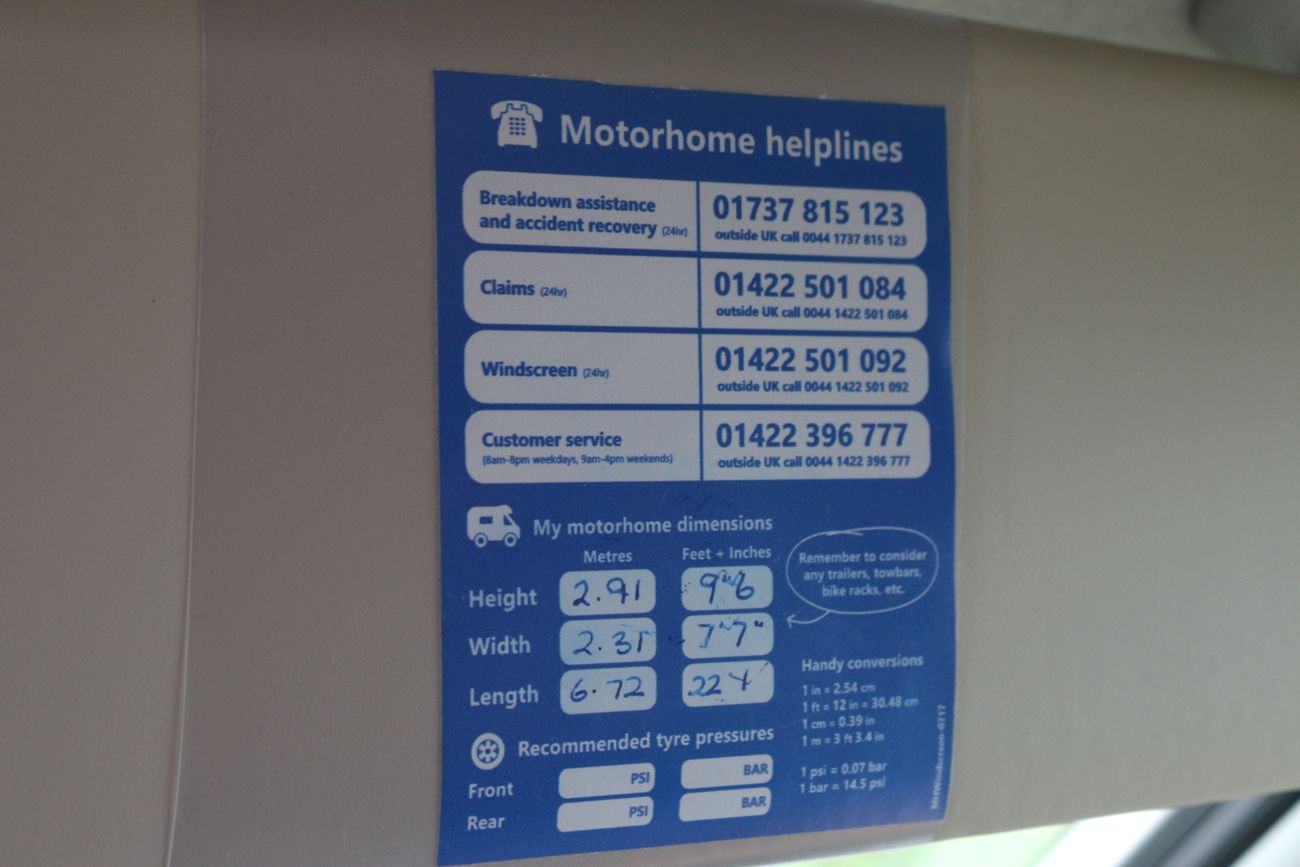 Motorhome helplines
Breakdown assistance
and accident recovery (24hr)
01737 815 123
outside UK call 0044 1737 815 123
Claims (24hr)
01422 501 084
outside UK call 0044 1422 501 084
Windscreen (24hr)
01422 501 092
outside UK call 0044 1422 501 092
Customer service
(8am-8pm weekdays, 9am-4pm weekends)
01422 396 777
outside UK call 0044 1422 396 777
My motorhome dimensions
Metres Feet + Inches
Height 2.91 9"6
Width 2.31 7"7"
Length 6.72 22
Remember to consider
any trailers, towbars,
bike racks, etc.
Handy conversions
1 in = 2.54 cm
1 ft = 12 in = 30.48 cm
1 cm = 0.39 in
1 m = 3 ft 3.4 in
1 psi = 0.07 bar
1 bar = 14.5 psi
Recommended tyre pressures
Front PSI BAR
Rear PSI BAR
MHWindscreen-0717